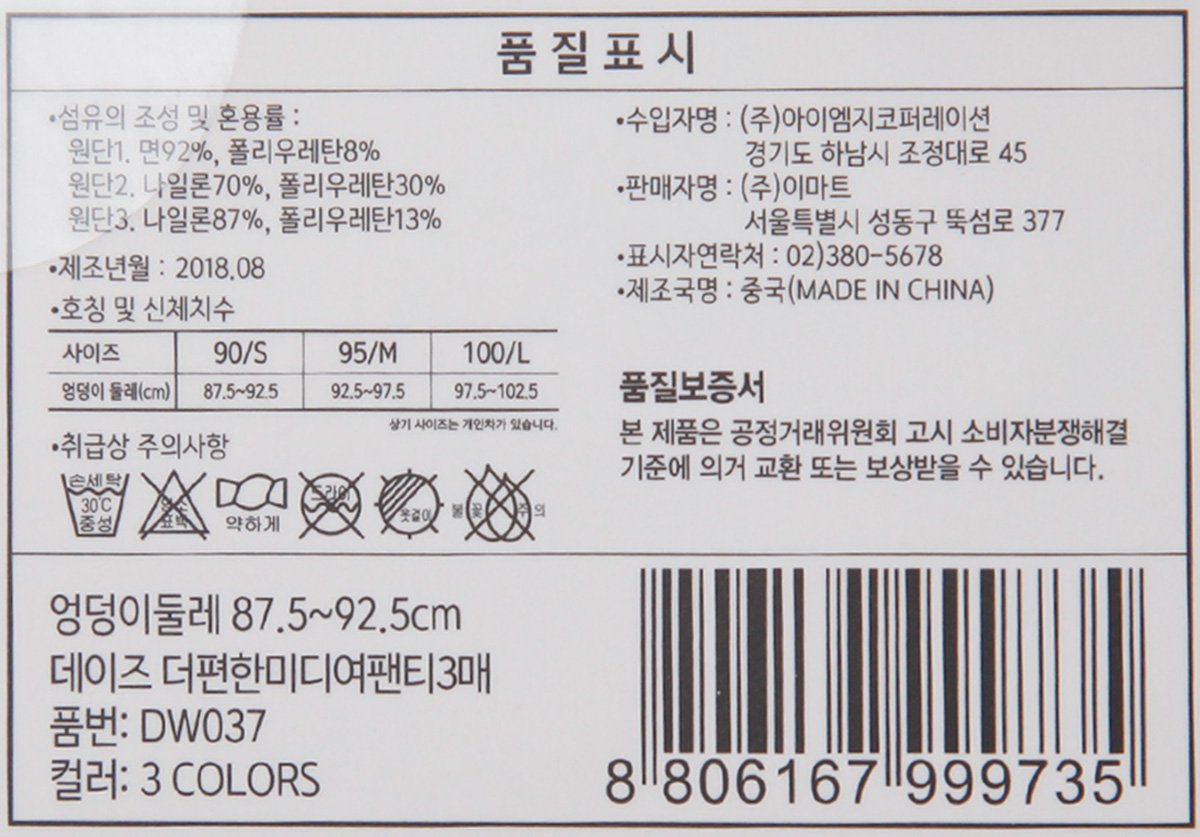 품질표시
•섬유의 조성 및 혼용률 :
원단1. 면92%, 폴리우레탄8%
원단2. 나일론70%, 폴리우레탄30%
원단3. 나일론87%, 폴리우레탄13%
•제조년월 : 2018.08
•호칭 및 신체치수
사이즈 90/S 95/M 100/L
엉덩이 둘레(cm) 87.5~92.5 92.5~97.5 97.5~102.5
상기 사이즈는 개인차가 있습니다.
•취급상 주의사항
손세탁
30℃
중성
염소
표백
약하게
드라이
옷걸이
불꽃주의
•수입자명 : (주)아이엠지코퍼레이션
경기도 하남시 조정대로 45
•판매자명 : (주)이마트
서울특별시 성동구 뚝섬로 377
•표시자연락처 : 02)380-5678
•제조국명 : 중국(MADE IN CHINA)
품질보증서
본 제품은 공정거래위원회 고시 소비자분쟁해결
기준에 의거 교환 또는 보상받을 수 있습니다.
엉덩이둘레 87.5~92.5cm
데이즈 더편한미디여팬티3매
품번: DW037
컬러: 3 COLORS
8 806167 999735